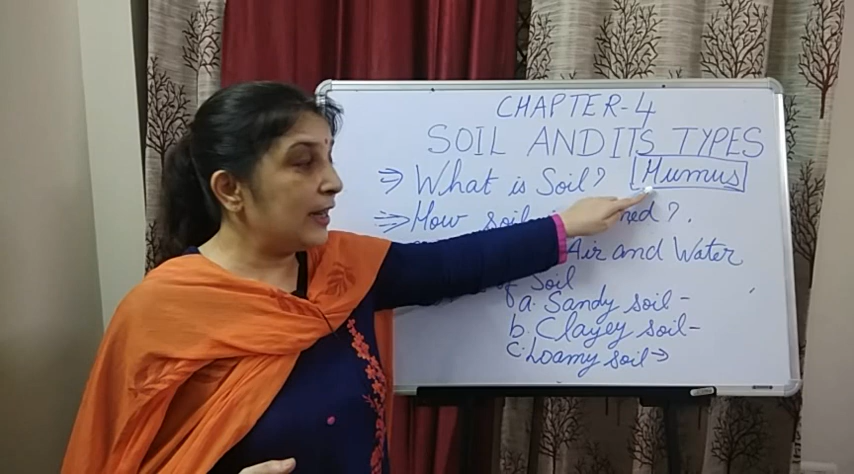 CHAPTER-4
SOIL AND ITS TYPES
⇒ What is Soil? Humus
⇒ How soil ?.
Air and Water
of Soil
a. Sandy soil -
b. Clayey soil -
c. Loamy soil →